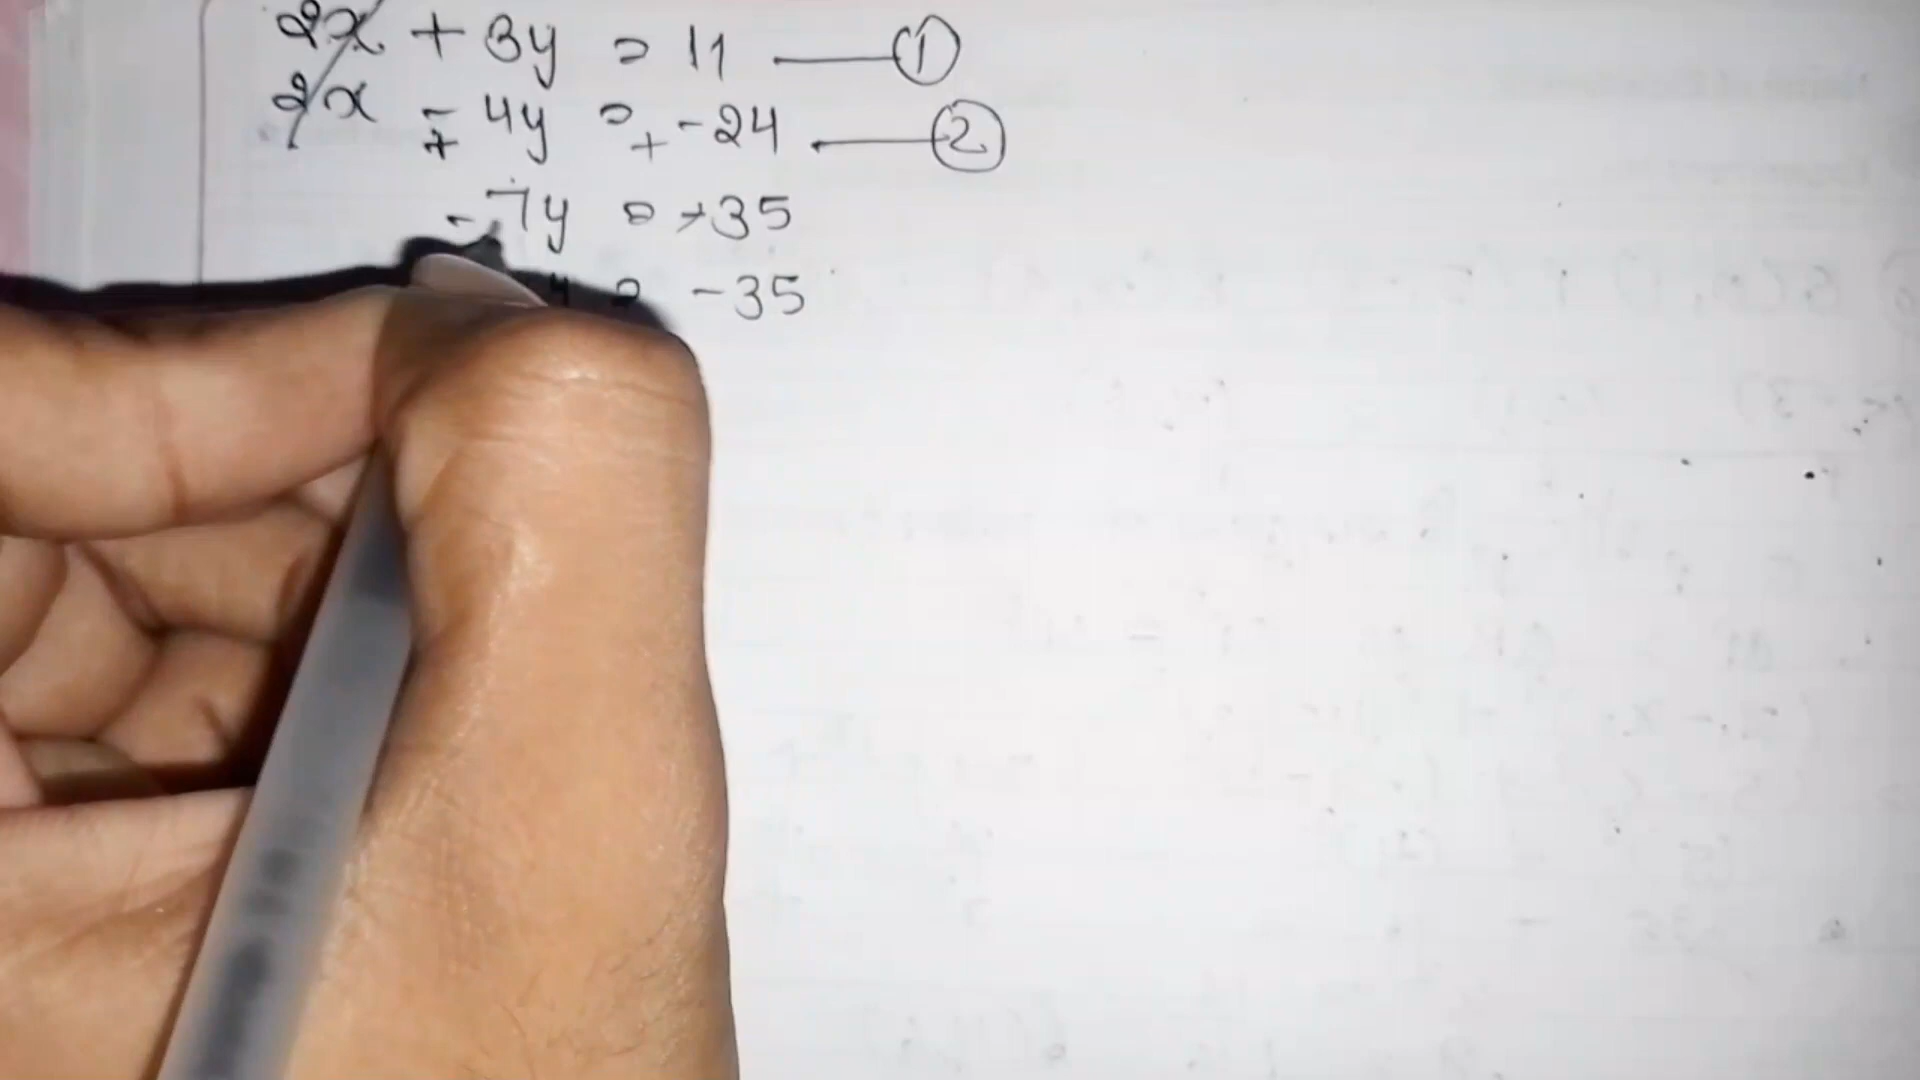 2x + 3y = 11 —— 1
2x - 4y = -24 —— 2
+ +
- 7y = +35
y = -35